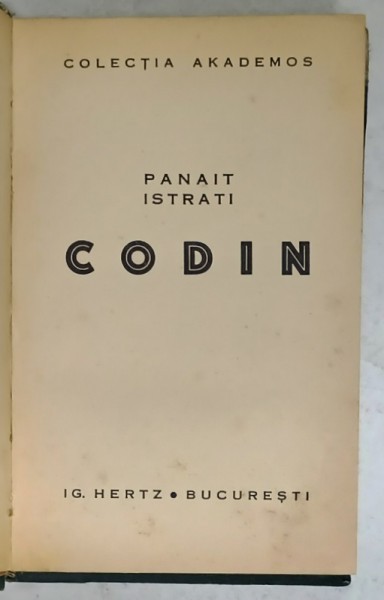 COLECȚIA AKADEMOS
PANAIT
ISTRATI
CODIN
IG. HERTZ • BUCUREȘTI